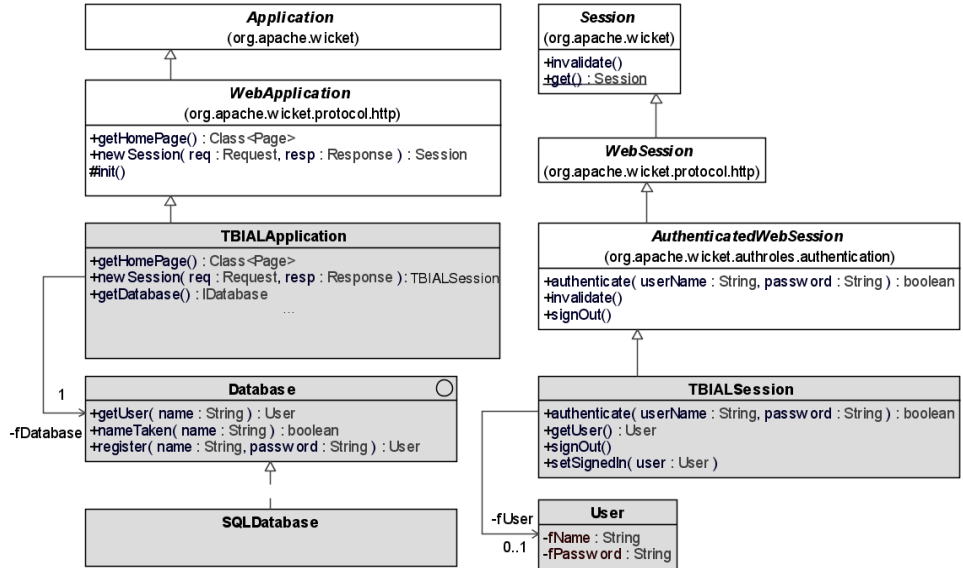 Application
(org.apache.wicket)
WebApplication
(org.apache.wicket.protocol.http)
+getHomePage() : Class<Page>
+newSession( req : Request, resp : Response ) : Session
#init()
TBIALApplication
+getHomePage() : Class<Page>
+newSession( req : Request, resp : Response ) : TBIALSession
+getDatabase() : IDatabase
...
1
-fDatabase
Database
+getUser( name : String ) : User
+nameTaken( name : String ) : boolean
+register( name : String, password : String ) : User
SQLDatabase
Session
(org.apache.wicket)
+invalidate()
+get() : Session
WebSession
(org.apache.wicket.protocol.http)
AuthenticatedWebSession
(org.apache.wicket.authroles.authentication)
+authenticate( userName : String, password : String ) : boolean
+invalidate()
+signOut()
TBIALSession
+authenticate( userName : String, password : String ) : boolean
+getUser() : User
+signOut()
+setSignedIn( user : User )
-fUser
0..1
User
-fName : String
-fPassword : String